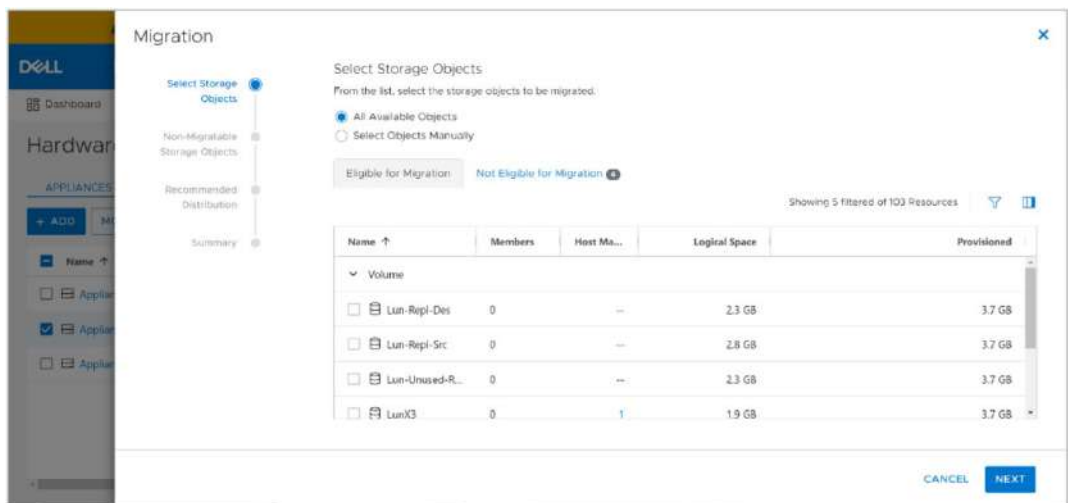 Migration
DELL
Dashboard
Hardwar
APPLIANCES
+ ADD
MO
Name ↑
Applian
Applian
Applian
Select Storage
Objects
Non-Migratable
Storage Objects
Recommended
Distribution
Summary
Select Storage Objects
From the list, select the storage objects to be migrated.
All Available Objects
Select Objects Manually
Eligible for Migration Not Eligible for Migration
Showing 5 filtered of 103 Resources
Name ↑ Members Host Ma... Logical Space Provisioned
Volume
Lun-Repl-Des 0 -- 2.3 GB 3.7 GB
Lun-Repl-Src 0 -- 2.8 GB 3.7 GB
Lun-Unused-R... 0 -- 2.3 GB 3.7 GB
LunX3 0 1 1.9 GB 3.7 GB
CANCEL NEXT